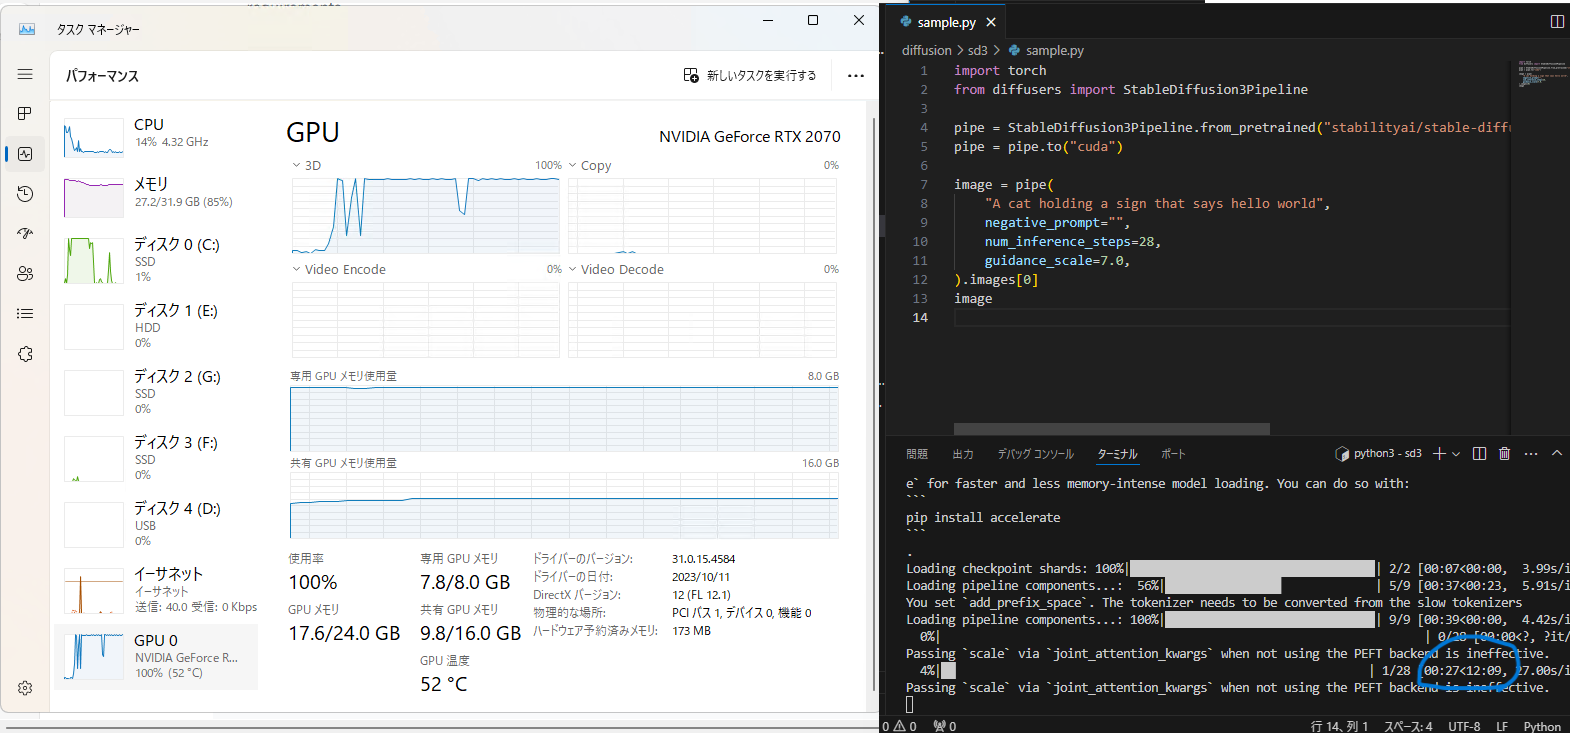 タスク マネージャー
パフォーマンス
新しいタスクを実行する
CPU
14% 4.32 GHz
メモリ
27.2/31.9 GB (85%)
ディスク 0 (C:)
SSD
1%
ディスク 1 (E:)
HDD
0%
ディスク 2 (G:)
SSD
0%
ディスク 3 (F:)
SSD
0%
ディスク 4 (D:)
USB
0%
イーサネット
イーサネット
送信: 40.0 受信: 0 Kbps
GPU 0
NVIDIA GeForce R...
100% (52 °C)
GPU
NVIDIA GeForce RTX 2070
3D 100%
Copy 0%
Video Encode 0%
Video Decode 0%
専用 GPU メモリ使用量 8.0 GB
共有 GPU メモリ使用量 16.0 GB
使用率
100%
専用 GPU メモリ
7.8/8.0 GB
GPU メモリ
17.6/24.0 GB
共有 GPU メモリ
9.8/16.0 GB
GPU 温度
52 °C
ドライバーのバージョン: 31.0.15.4584
ドライバーの日付: 2023/10/11
DirectX バージョン: 12 (FL 12.1)
物理的な場所: PCI バス 1, デバイス 0, 機能 0
ハードウェア予約済みメモリ: 173 MB
sample.py
diffusion > sd3 > sample.py
1 import torch
2 from diffusers import StableDiffusion3Pipeline
3
4 pipe = StableDiffusion3Pipeline.from_pretrained("stabilityai/stable-diffu
5 pipe = pipe.to("cuda")
6
7 image = pipe(
8 "A cat holding a sign that says hello world",
9 negative_prompt="",
10 num_inference_steps=28,
11 guidance_scale=7.0,
12 ).images[0]
13 image
14
問題 出力 デバッグ コンソール ターミナル ポート
python3 - sd3
e` for faster and less memory-intense model loading. You can do so with:
```
pip install accelerate
```
.
Loading checkpoint shards: 100%| | 2/2 [00:07<00:00, 3.99s/i
Loading pipeline components...: 56%| | 5/9 [00:37<00:23, 5.91s/i
You set `add_prefix_space`. The tokenizer needs to be converted from the slow tokenizers
Loading pipeline components...: 100%| | 9/9 [00:39<00:00, 4.42s/i
0%| | 0/28 [00:00<?, ?it/
Passing `scale` via `joint_attention_kwargs` when not using the PEFT backend is ineffective.
4%| | 1/28 [00:27<12:09, 27.00s/i
Passing `scale` via `joint_attention_kwargs` when not using the PEFT backend is ineffective.
0 0 0
行 14、列 1 スペース: 4 UTF-8 LF Python